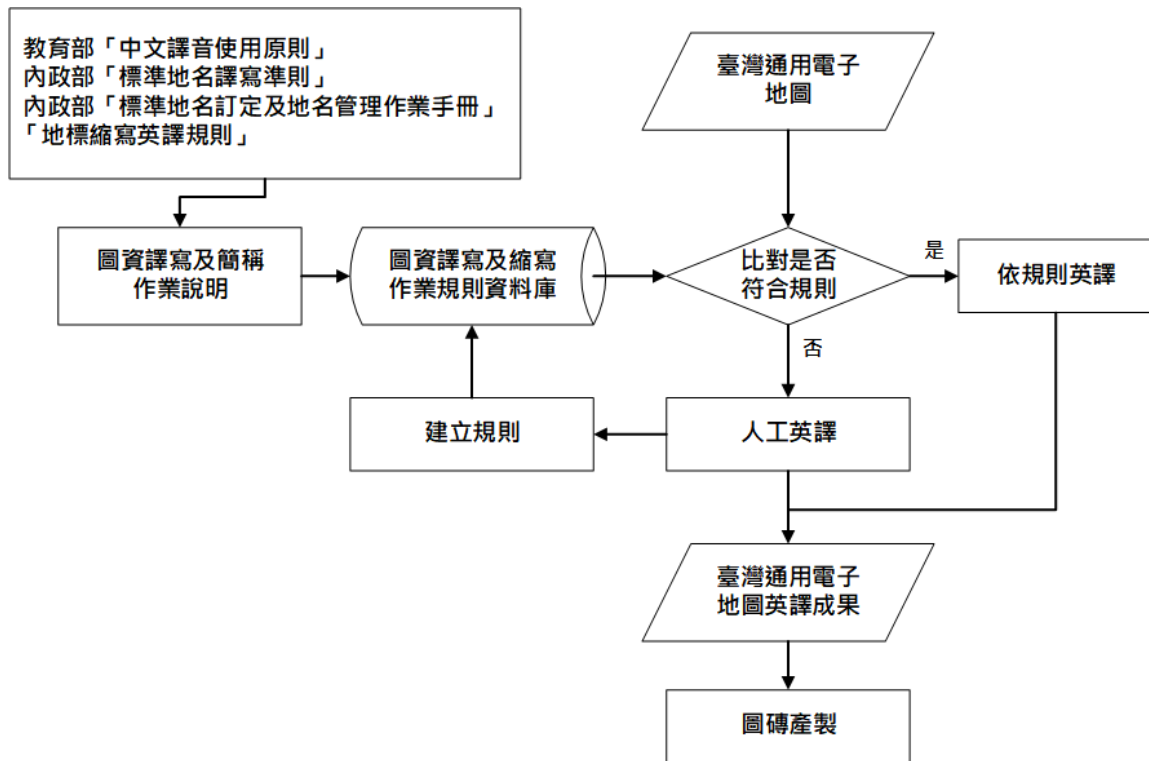 教育部「中文譯音使用原則」
內政部「標準地名譯寫準則」
內政部「標準地名訂定及地名管理作業手冊」
「地標縮寫英譯規則」
臺灣通用電子
地圖
圖資譯寫及簡稱
作業說明
圖資譯寫及縮寫
作業規則資料庫
比對是否
符合規則
是
依規則英譯
否
建立規則
人工英譯
臺灣通用電子
地圖英譯成果
圖磚產製